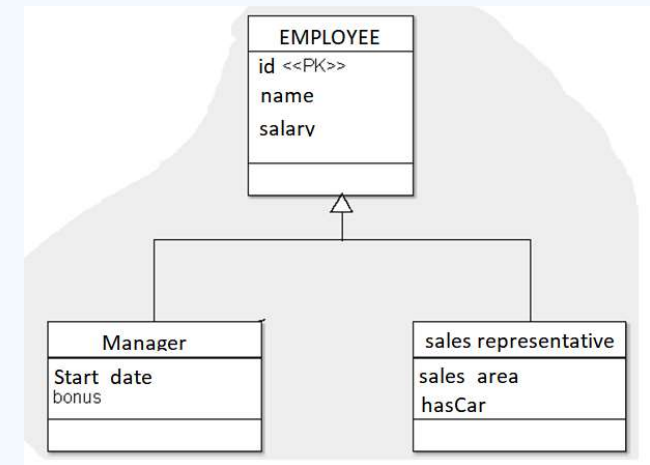 EMPLOYEE
id <<PK>>
name
salary
Manager
Start date
bonus
sales representative
sales area
hasCar